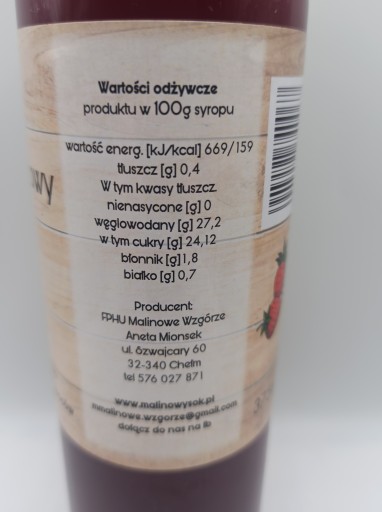 Wartości odżywcze
produktu w 100g syropu
wartość energ. [kJ/kcal] 669/159
tłuszcz [g] 0,4
W tym kwasy tłuszcz.
nienasycone [g] 0
węglowodany [g] 27,2
w tym cukry [g] 24,12
błonnik [g]1,8
białko [g] 0,7
Producent:
FPHU Malinowe Wzgórze
Aneta Mionsek
ul. Szwajcary 60
32-340 Chełm
tel 576 027 871
www.malinowysok.pl
malinowe.wzgorze@gmail.com
dołącz do nas na fb